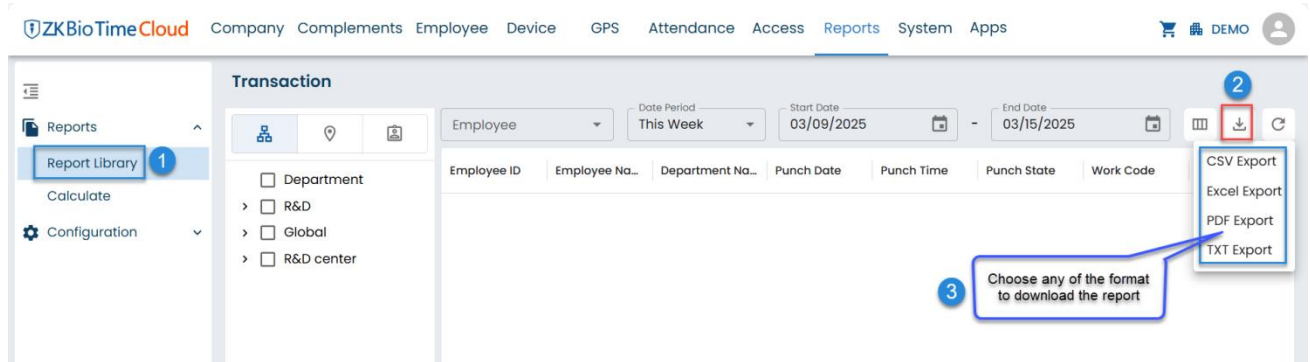 ZKBioTime Cloud Company Complements Employee Device GPS Attendance Access Reports System Apps DEMO
Transaction
2
Reports
Employee
Date Period
This Week
Start Date
03/09/2025
-
End Date
03/15/2025
Report Library 1
Calculate
Configuration
Department
R&D
Global
R&D center
Employee ID Employee Na... Department Na... Punch Date Punch Time Punch State Work Code
CSV Export
Excel Export
PDF Export
TXT Export
3
Choose any of the format
to download the report